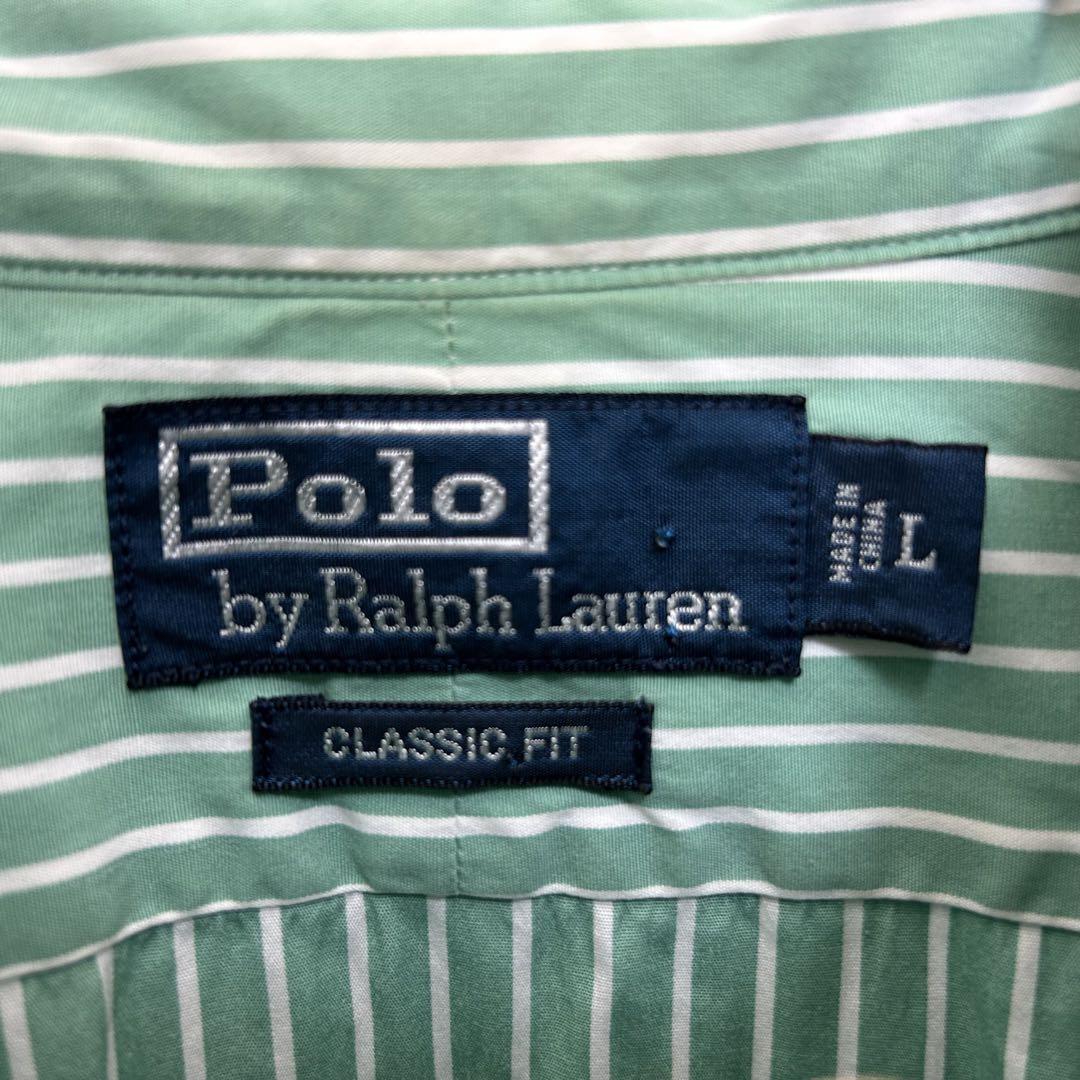 Polo
by Ralph Lauren
MADE IN
CHINA
L
CLASSIC FIT